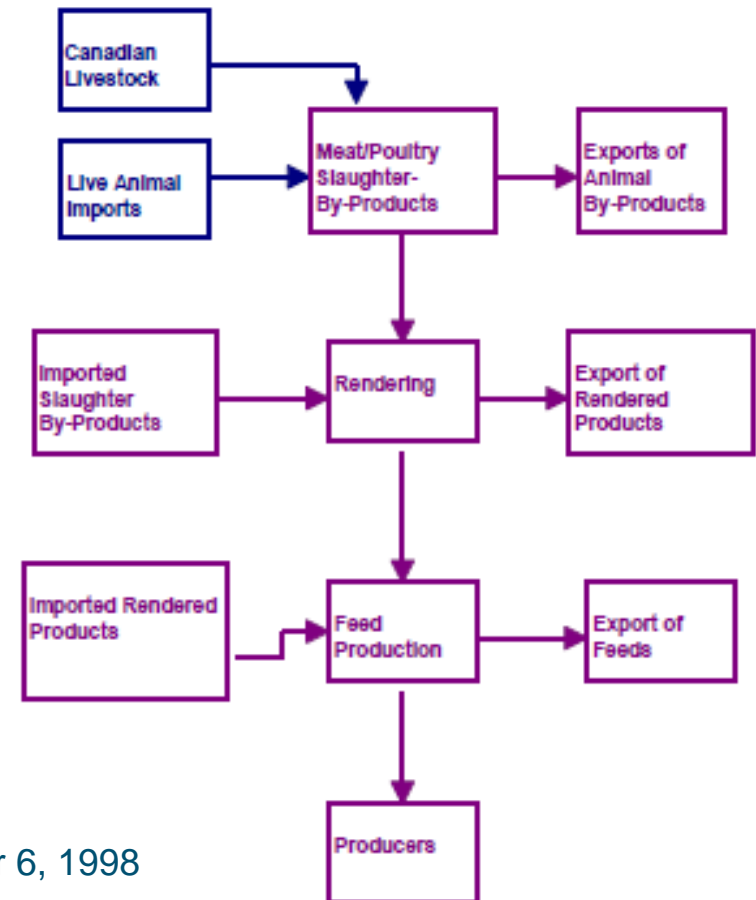 Canadian
Livestock
Meat/Poultry
Slaughter-
By-Products
Exports of
Animal
By-Products
Live Animal
Imports
Imported
Slaughter
By-Products
Rendering
Export of
Rendered
Products
Imported Rendered
Products
Feed
Production
Export of
Feeds
Producers
6, 1998